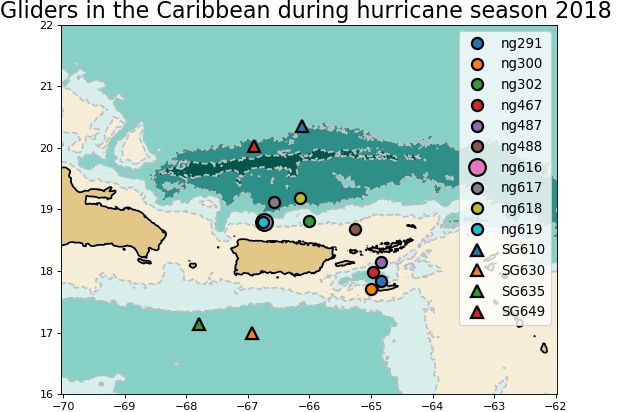 Gliders in the Caribbean during hurricane season 2018
22
21
20
19
18
17
16
−70
−69
−68
−67
−66
−65
−64
−63
−62
ng291
ng300
ng302
ng467
ng487
ng488
ng616
ng617
ng618
ng619
SG610
SG630
SG635
SG649